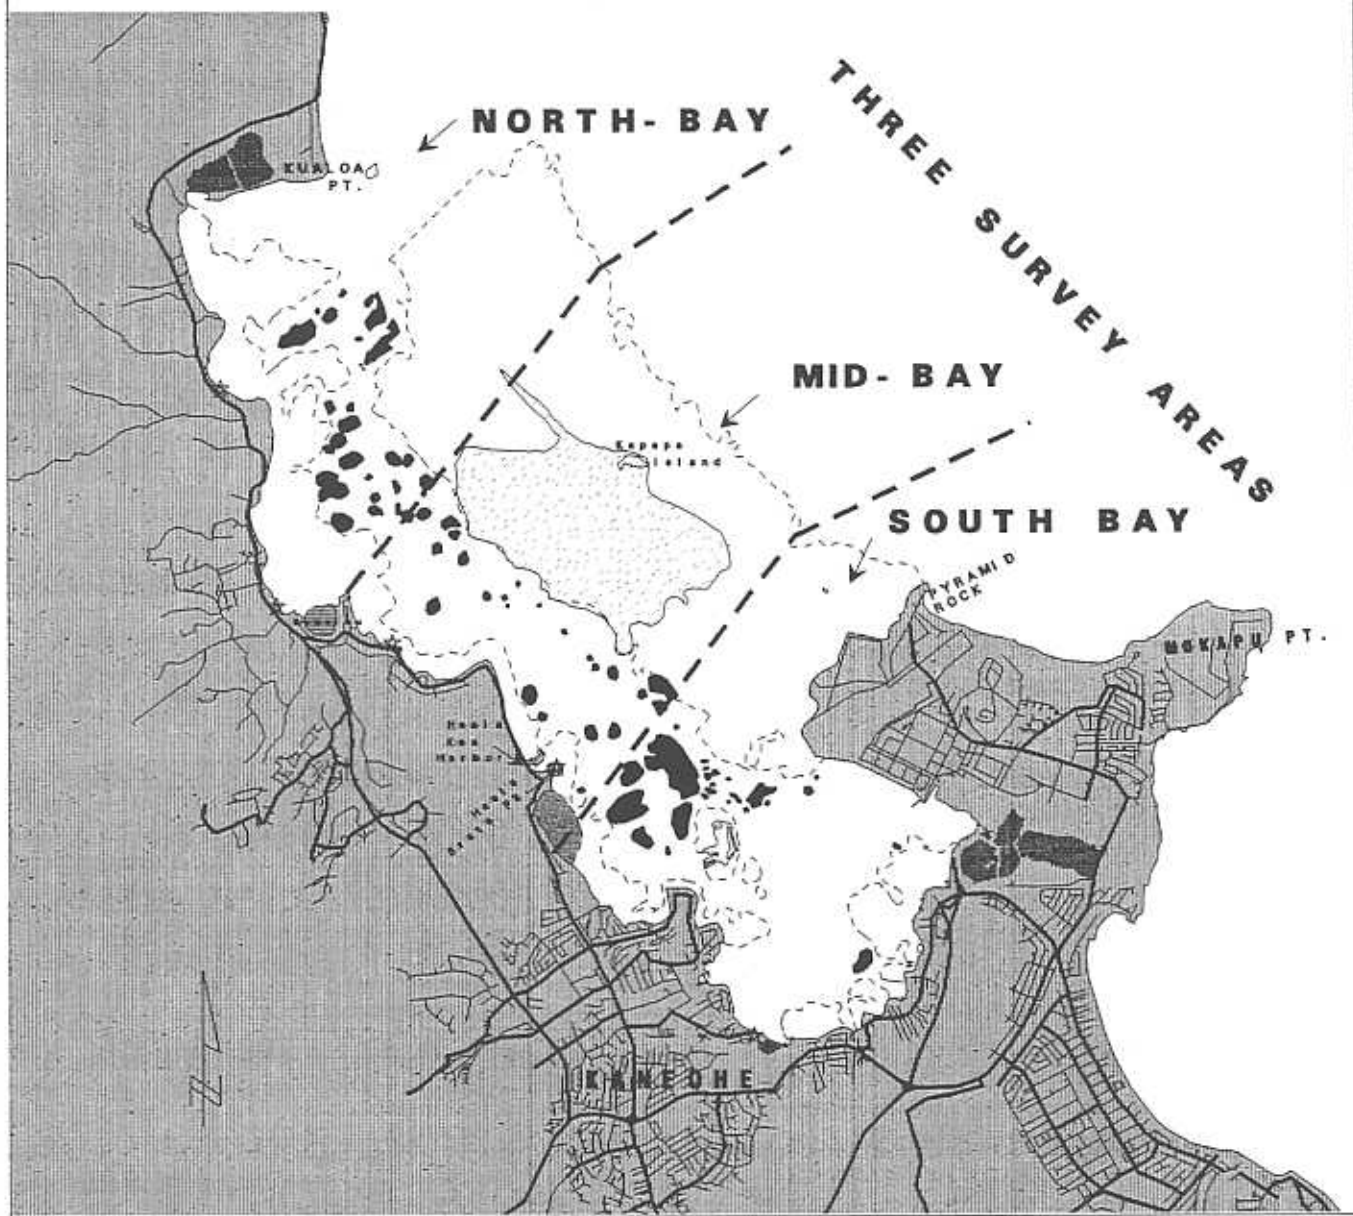 NORTH- BAY
THREE SURVEY AREAS
KUALOA
PT.
MID- BAY
Kapapa
Island
SOUTH BAY
PYRAMID
ROCK
MOKAPU PT.
Heeia
Kea
Harbor
Heeia
KANEOHE
N